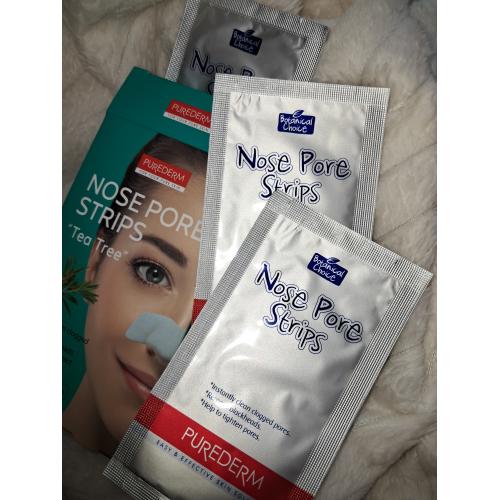 Botanical
Choice
Nose Pore
PUREDERM
PUREDERM
NOSE PORE
STRIPS
"Tea Tree"
Botanical
Choice
Nose Pore
Strips
Botanical
Choice
Nose Pore
Strips
*Instantly clean clogged pores.
blackheads.
*Help to tighten pores.
PUREDERM
EASY & EFFECTIVE SKIN